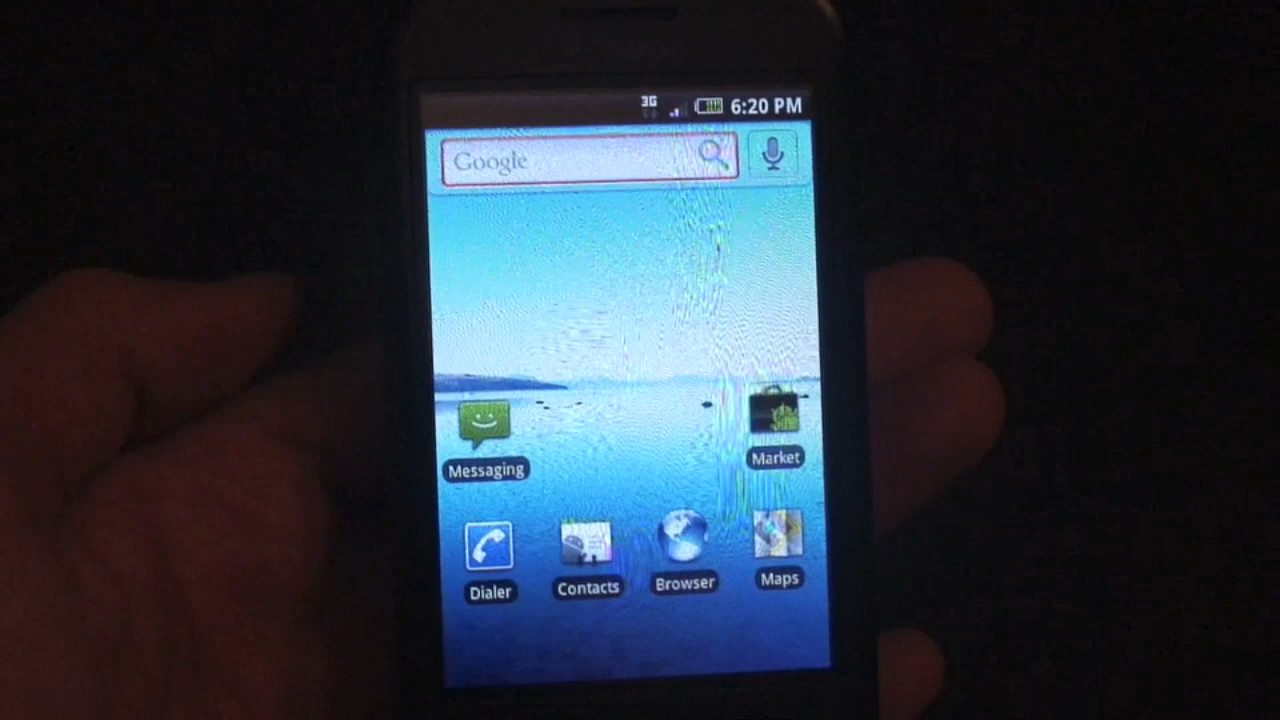 3G 6:20 PM
Google
Messaging
Market
Dialer
Contacts
Browser
Maps